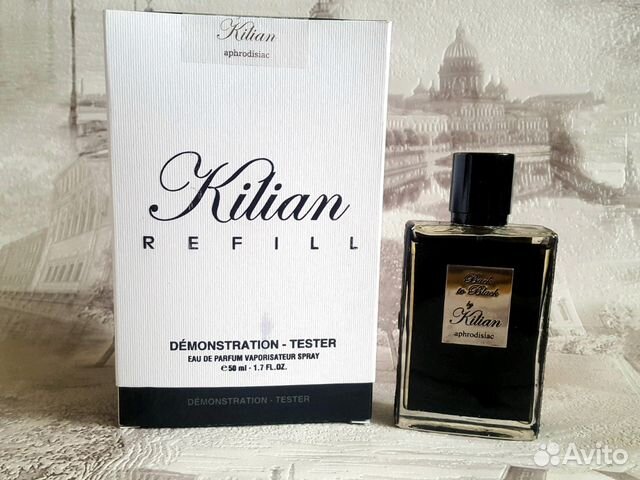 Kilian
aphrodisiac
Kilian
REFILL
DÉMONSTRATION - TESTER
EAU DE PARFUM VAPORISATEUR SPRAY
℮ 50 ml - 1.7 FL.OZ.
DÉMONSTRATION - TESTER
Back
to Black
by
Kilian
aphrodisiac
Avito